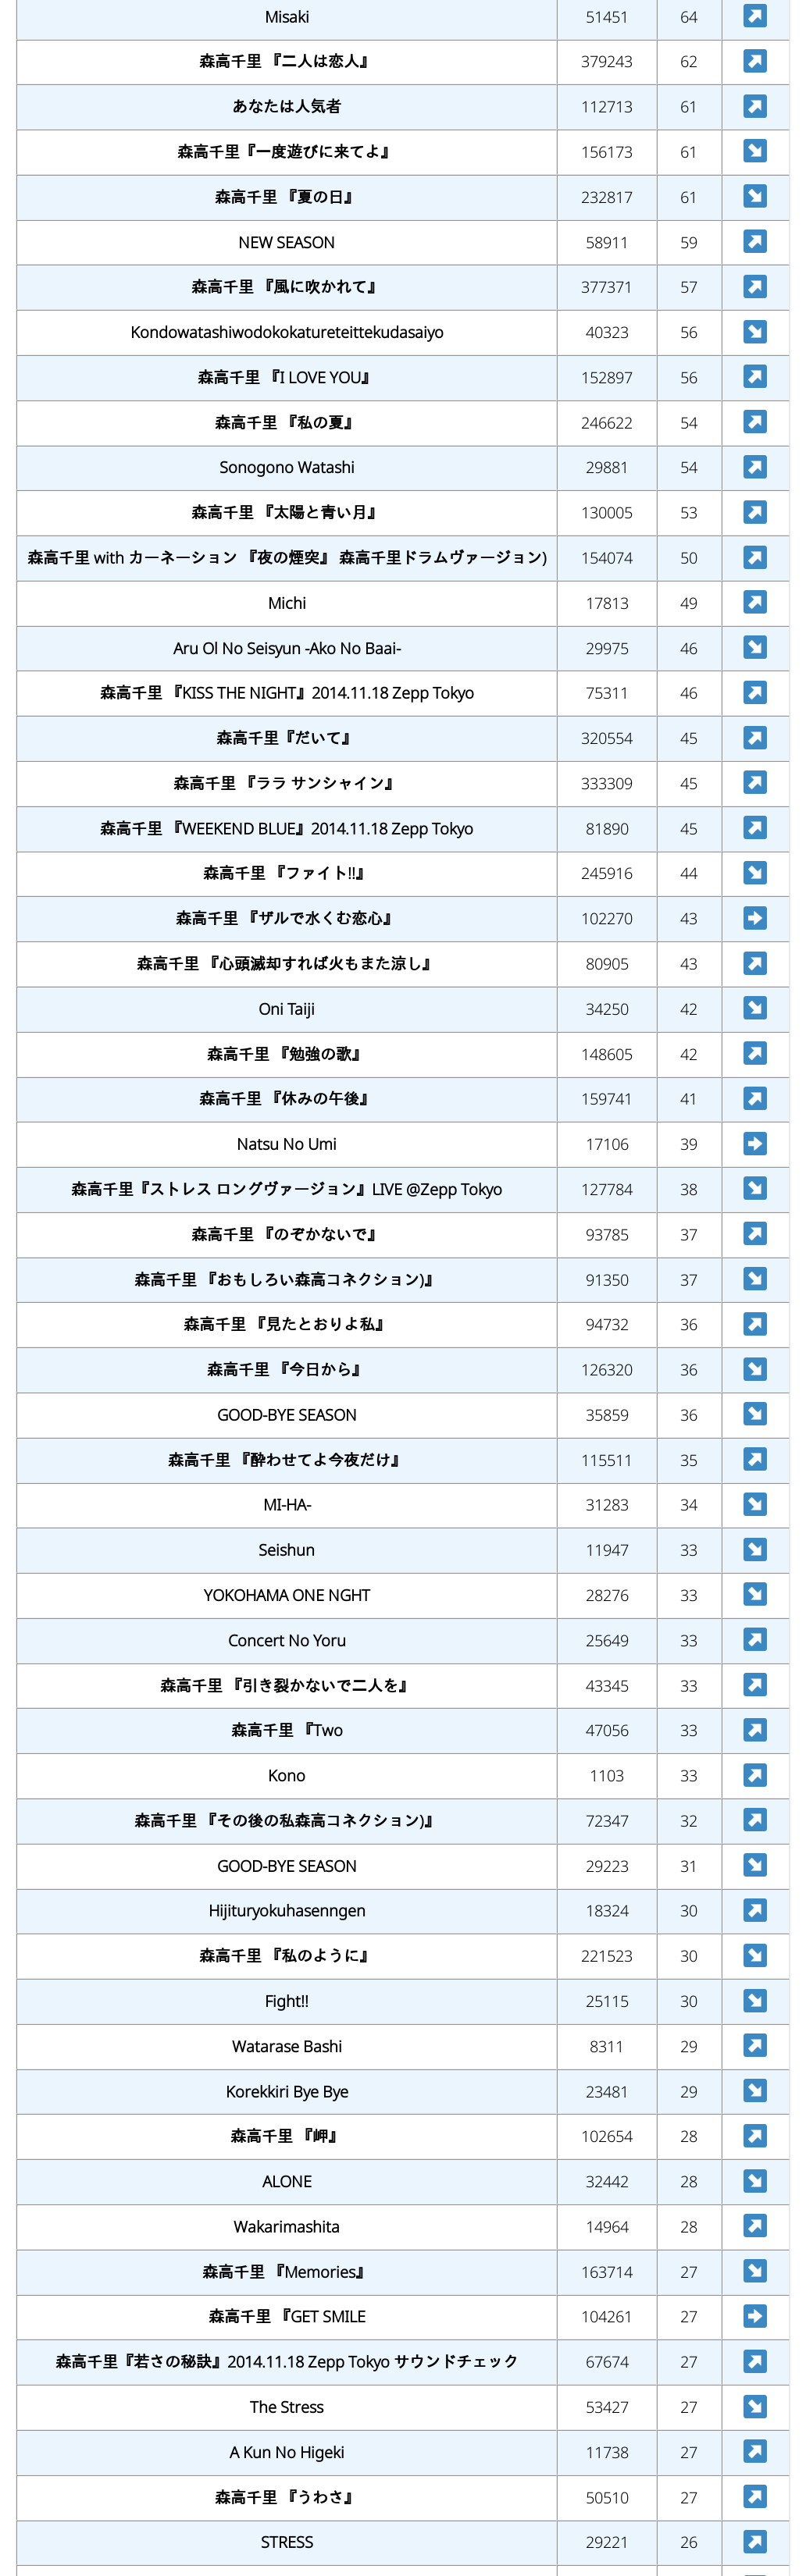 Misaki 51451 64
森高千里 『二人は恋人』 379243 62
あなたは人気者 112713 61
森高千里『一度遊びに来てよ』 156173 61
森高千里 『夏の日』 232817 61
NEW SEASON 58911 59
森高千里 『風に吹かれて』 377371 57
Kondowatashiwodokokatureteittekudasaiyo 40323 56
森高千里 『I LOVE YOU』 152897 56
森高千里 『私の夏』 246622 54
Sonogono Watashi 29881 54
森高千里 『太陽と青い月』 130005 53
森高千里 with カーネーション 『夜の煙突』 森高千里ドラムヴァージョン) 154074 50
Michi 17813 49
Aru Ol No Seisyun -Ako No Baai- 29975 46
森高千里 『KISS THE NIGHT』2014.11.18 Zepp Tokyo 75311 46
森高千里『だいて』 320554 45
森高千里 『ララ サンシャイン』 333309 45
森高千里 『WEEKEND BLUE』2014.11.18 Zepp Tokyo 81890 45
森高千里 『ファイト!!』 245916 44
森高千里 『ザルで水くむ恋心』 102270 43
森高千里 『心頭滅却すれば火もまた涼し』 80905 43
Oni Taiji 34250 42
森高千里 『勉強の歌』 148605 42
森高千里 『休みの午後』 159741 41
Natsu No Umi 17106 39
森高千里『ストレス ロングヴァージョン』LIVE @Zepp Tokyo 127784 38
森高千里 『のぞかないで』 93785 37
森高千里 『おもしろい森高コネクション)』 91350 37
森高千里 『見たとおりよ私』 94732 36
森高千里 『今日から』 126320 36
GOOD-BYE SEASON 35859 36
森高千里 『酔わせてよ今夜だけ』 115511 35
MI-HA- 31283 34
Seishun 11947 33
YOKOHAMA ONE NGHT 28276 33
Concert No Yoru 25649 33
森高千里 『引き裂かないで二人を』 43345 33
森高千里 『Two 47056 33
Kono 1103 33
森高千里 『その後の私森高コネクション)』 72347 32
GOOD-BYE SEASON 29223 31
Hijituryokuhasenngen 18324 30
森高千里 『私のように』 221523 30
Fight!! 25115 30
Watarase Bashi 8311 29
Korekkiri Bye Bye 23481 29
森高千里 『岬』 102654 28
ALONE 32442 28
Wakarimashita 14964 28
森高千里 『Memories』 163714 27
森高千里 『GET SMILE 104261 27
森高千里『若さの秘訣』2014.11.18 Zepp Tokyo サウンドチェック 67674 27
The Stress 53427 27
A Kun No Higeki 11738 27
森高千里 『うわさ』 50510 27
STRESS 29221 26